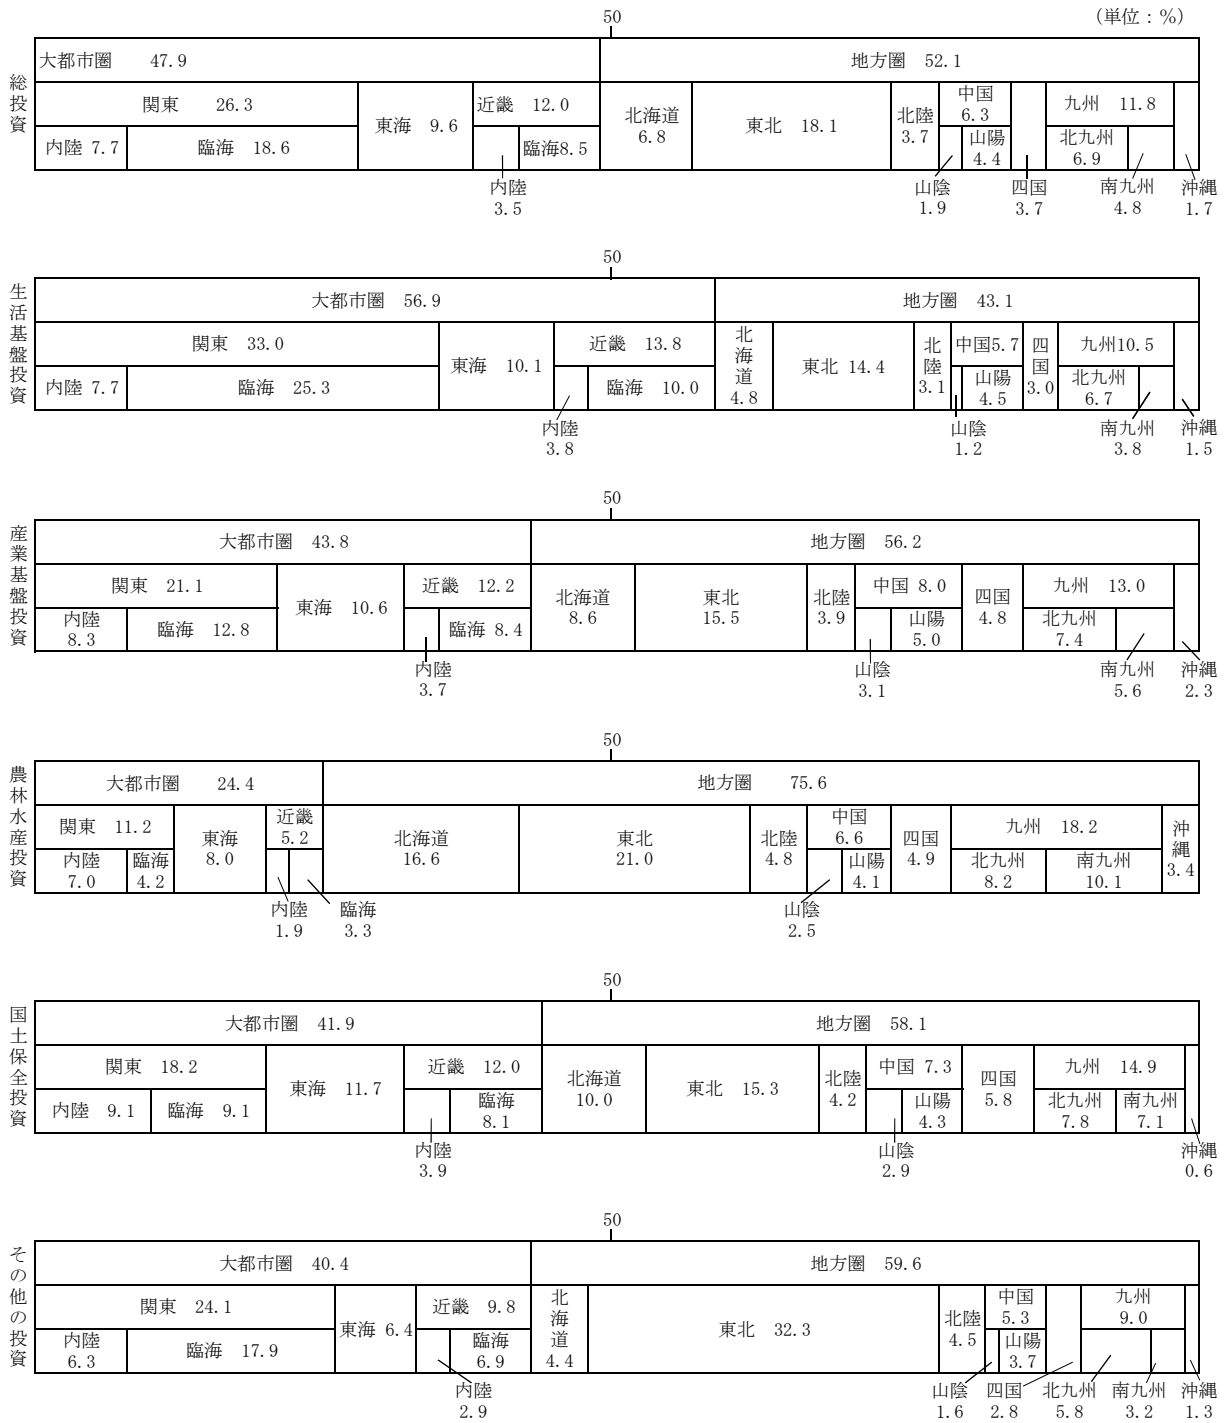 50 （単位：％）
総投資
大都市圏 47.9 地方圏 52.1
関東 26.3 東海 9.6 近畿 12.0 北海道 6.8 東北 18.1 北陸 3.7 中国 6.3 九州 11.8
内陸 7.7 臨海 18.6 臨海8.5 山陽 4.4 北九州 6.9
内陸 3.5 山陰 1.9 四国 3.7 南九州 4.8 沖縄 1.7
50
生活基盤投資
大都市圏 56.9 地方圏 43.1
関東 33.0 東海 10.1 近畿 13.8 北海道 4.8 東北 14.4 北陸 3.1 中国5.7 四国 3.0 九州10.5
内陸 7.7 臨海 25.3 臨海 10.0 山陽 4.5 北九州 6.7
内陸 3.8 山陰 1.2 南九州 3.8 沖縄 1.5
50
産業基盤投資
大都市圏 43.8 地方圏 56.2
関東 21.1 東海 10.6 近畿 12.2 北海道 8.6 東北 15.5 北陸 3.9 中国 8.0 四国 4.8 九州 13.0
内陸 8.3 臨海 12.8 臨海 8.4 山陽 5.0 北九州 7.4
内陸 3.7 山陰 3.1 南九州 5.6 沖縄 2.3
50
農林水産投資
大都市圏 24.4 地方圏 75.6
関東 11.2 東海 8.0 近畿 5.2 北海道 16.6 東北 21.0 北陸 4.8 中国 6.6 四国 4.9 九州 18.2 沖縄 3.4
内陸 7.0 臨海 4.2 山陽 4.1 北九州 8.2 南九州 10.1
内陸 1.9 臨海 3.3 山陰 2.5
50
国土保全投資
大都市圏 41.9 地方圏 58.1
関東 18.2 東海 11.7 近畿 12.0 北海道 10.0 東北 15.3 北陸 4.2 中国 7.3 四国 5.8 九州 14.9
内陸 9.1 臨海 9.1 臨海 8.1 山陽 4.3 北九州 7.8 南九州 7.1
内陸 3.9 山陰 2.9 沖縄 0.6
50
その他の投資
大都市圏 40.4 地方圏 59.6
関東 24.1 東海 6.4 近畿 9.8 北海道 4.4 東北 32.3 北陸 4.5 中国 5.3 九州 9.0
内陸 6.3 臨海 17.9 臨海 6.9 山陽 3.7
内陸 2.9 山陰 1.6 四国 2.8 北九州 5.8 南九州 3.2 沖縄 1.3